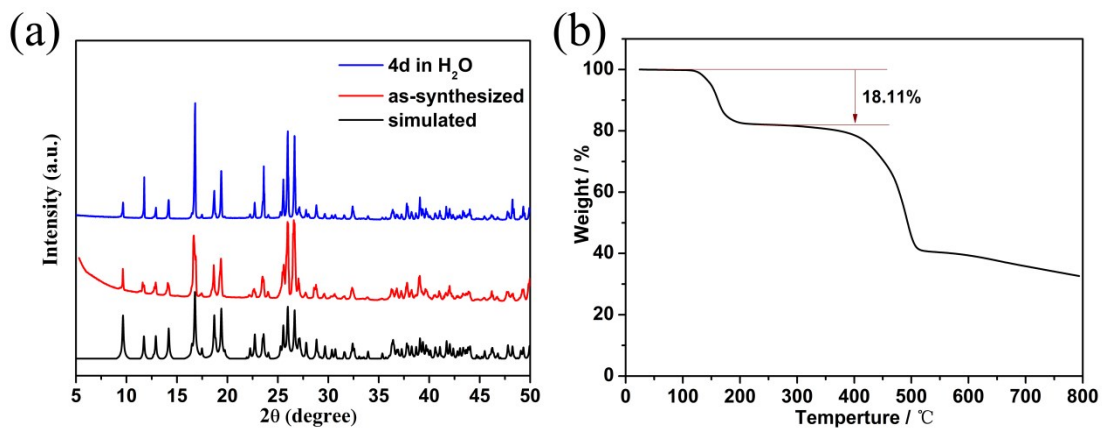 (a)
4d in H₂O
as-synthesized
simulated
Intensity (a.u.)
5 10 15 20 25 30 35 40 45 50
2θ (degree)
(b)
100
80
60
40
20
0
18.11%
Weight / %
0 100 200 300 400 500 600 700 800
Temperture / ℃